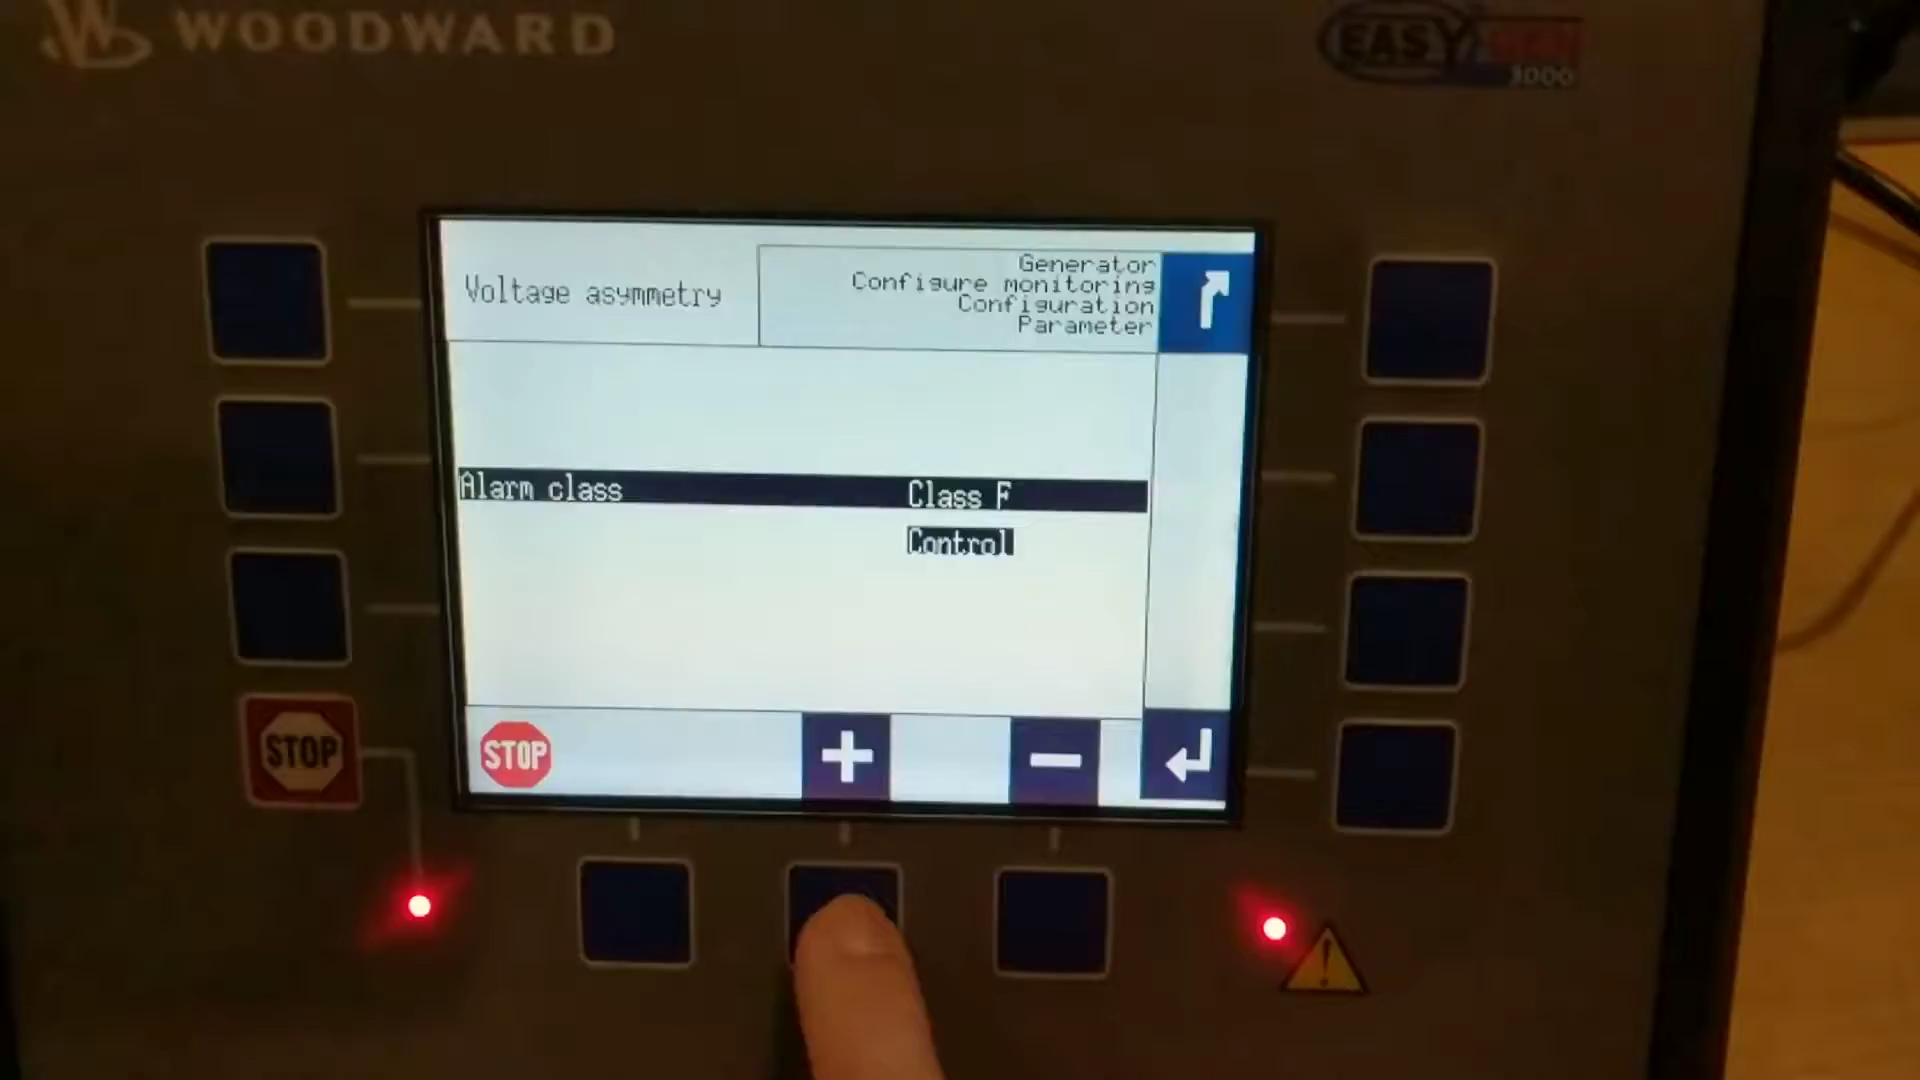 WOODWARD
EASYGEN
3000
Voltage asymmetry
Generator
Configure monitoring
Configuration
Parameter
Alarm class Class F
Control
STOP
STOP